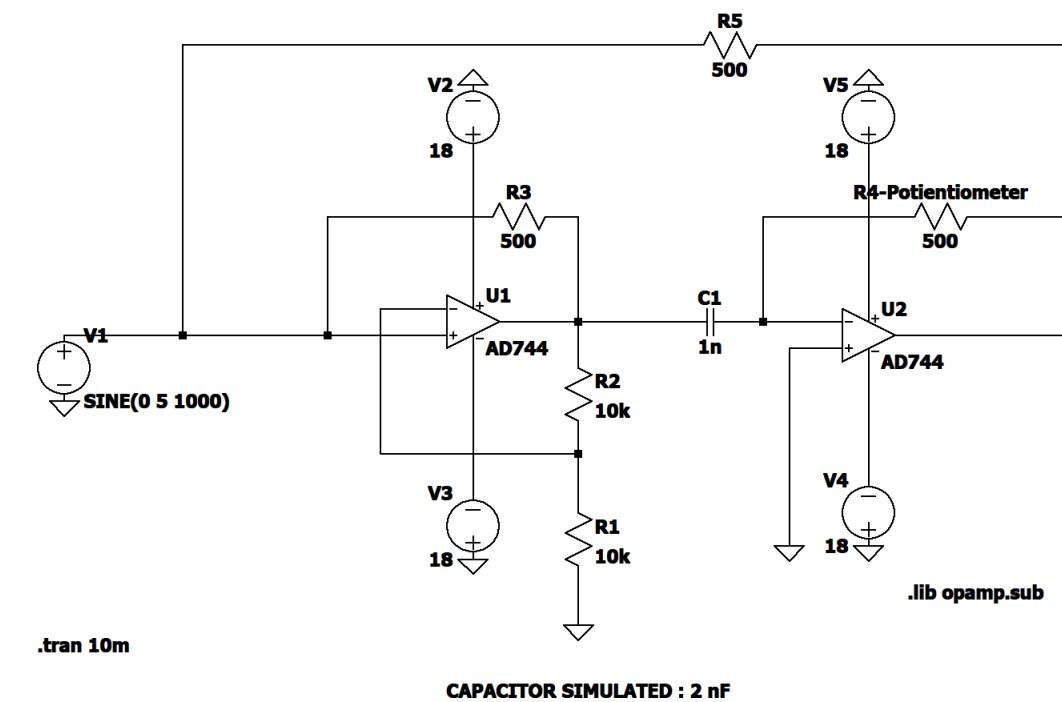 R5
500
V2
18
V5
18
R3
500
R4-Potientiometer
500
U1
AD744
C1
1n
U2
AD744
V1
SINE(0 5 1000)
R2
10k
V3
18
R1
10k
V4
18
.lib opamp.sub
.tran 10m
CAPACITOR SIMULATED : 2 nF